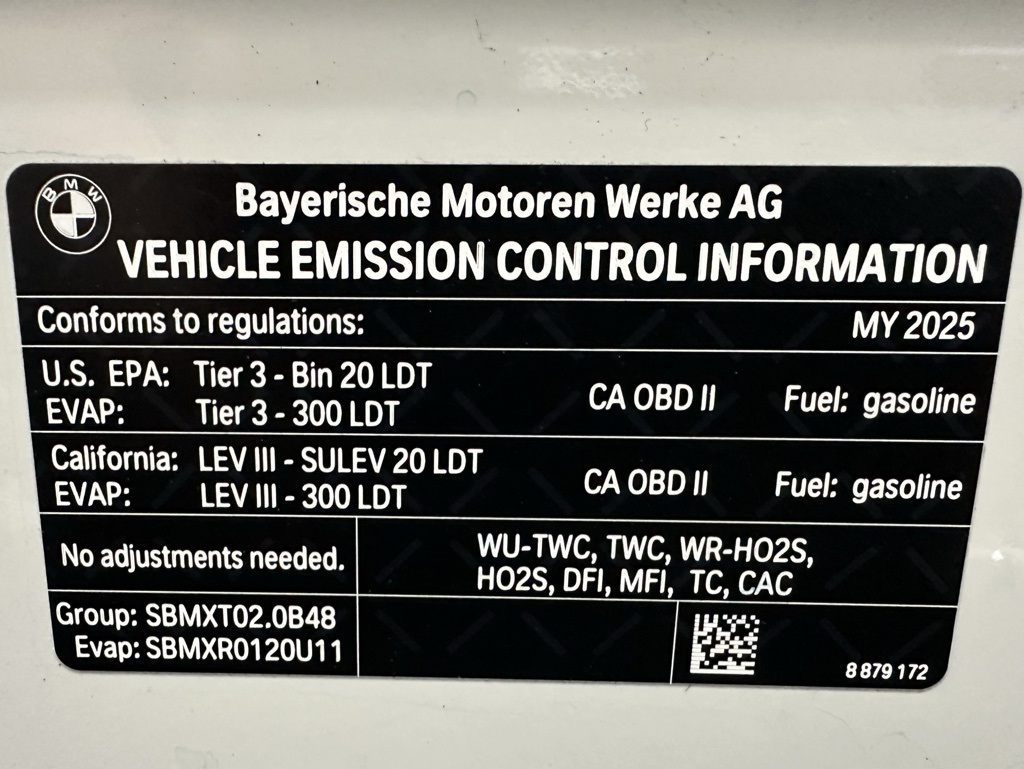 BMW
Bayerische Motoren Werke AG
VEHICLE EMISSION CONTROL INFORMATION
Conforms to regulations: MY 2025
U.S. EPA: Tier 3 - Bin 20 LDT
EVAP: Tier 3 - 300 LDT
CA OBD II Fuel: gasoline
California: LEV III - SULEV 20 LDT
EVAP: LEV III - 300 LDT
CA OBD II Fuel: gasoline
No adjustments needed.
WU-TWC, TWC, WR-HO2S,
HO2S, DFI, MFI, TC, CAC
Group: SBMXT02.0B48
Evap: SBMXR0120U11
8 879 172